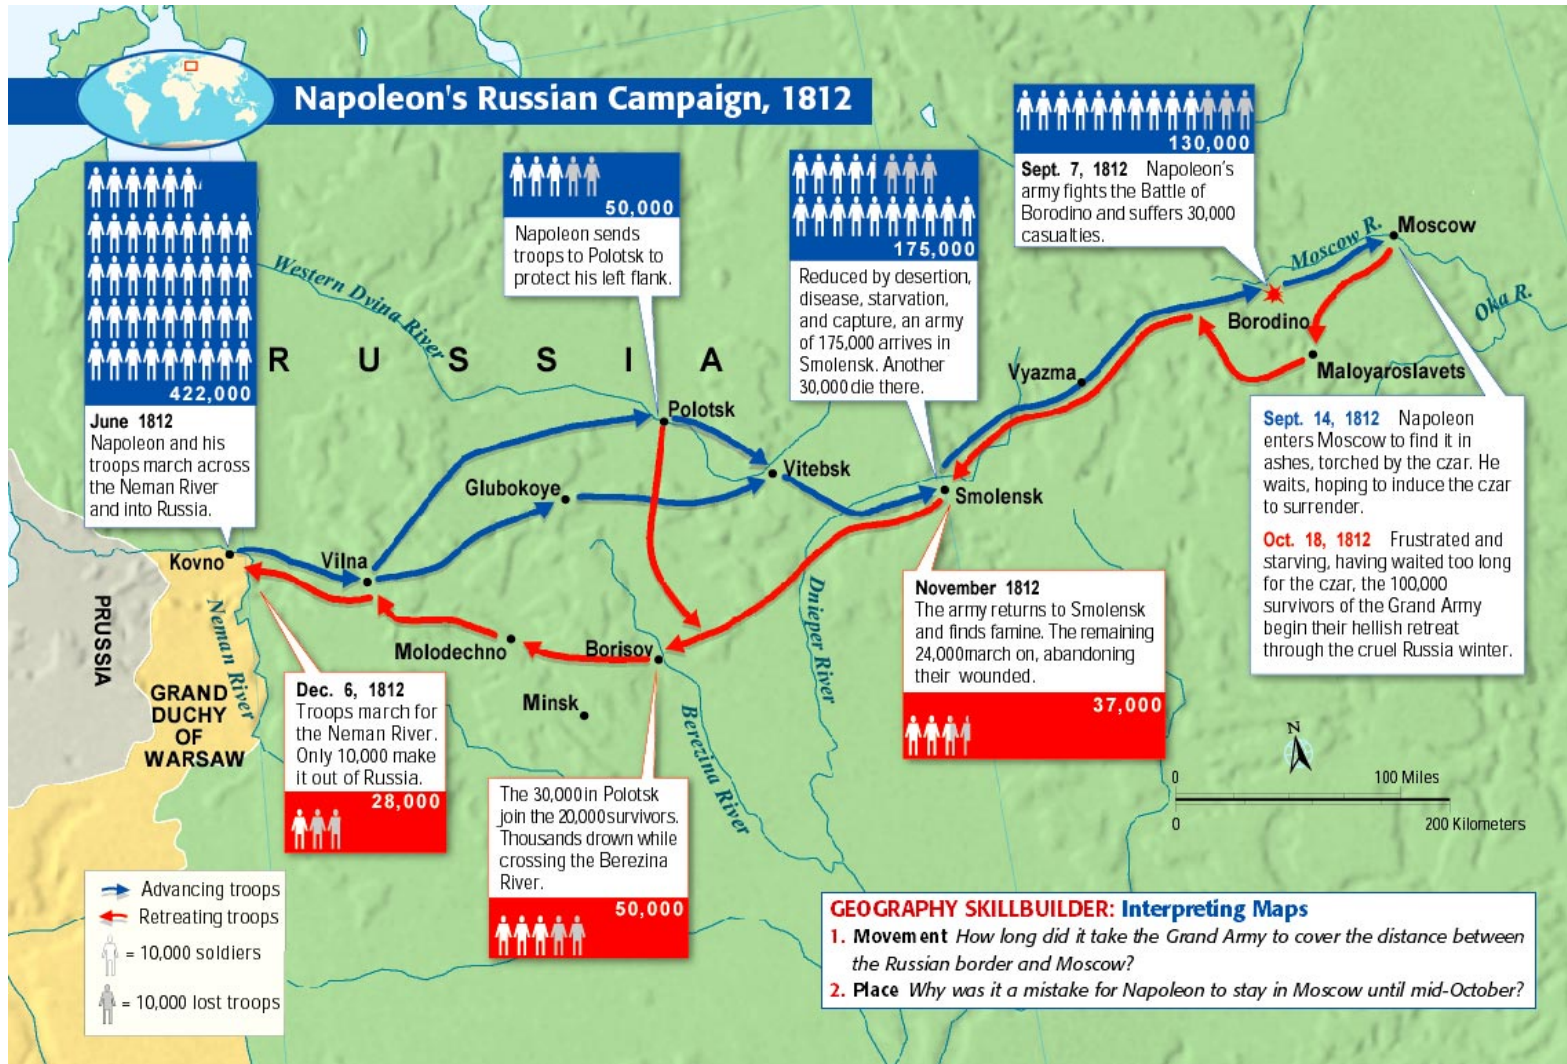 Napoleon's Russian Campaign, 1812
422,000
June 1812
Napoleon and his
troops march across
the Neman River
and into Russia.
50,000
Napoleon sends
troops to Polotsk to
protect his left flank.
175,000
Reduced by desertion,
disease, starvation,
and capture, an army
of 175,000 arrives in
Smolensk. Another
30,000 die there.
130,000
Sept. 7, 1812 Napoleon's
army fights the Battle of
Borodino and suffers 30,000
casualties.
Moscow R.
Moscow
Oka R.
Borodino
Maloyaroslavets
Vyazma
Western Dvina River
RUSSIA
Polotsk
Vitebsk
Glubokoye
Smolensk
Sept. 14, 1812 Napoleon
enters Moscow to find it in
ashes, torched by the czar. He
waits, hoping to induce the czar
to surrender.
Oct. 18, 1812 Frustrated and
starving, having waited too long
for the czar, the 100,000
survivors of the Grand Army
begin their hellish retreat
through the cruel Russia winter.
Kovno
Vilna
PRUSSIA
Neman River
Molodechno
Borisov
Minsk
Dnieper River
Berezina River
GRAND
DUCHY
OF
WARSAW
November 1812
The army returns to Smolensk
and finds famine. The remaining
24,000march on, abandoning
their wounded.
37,000
Dec. 6, 1812
Troops march for
the Neman River.
Only 10,000 make
it out of Russia.
28,000
The 30,000in Polotsk
join the 20,000survivors.
Thousands drown while
crossing the Berezina
River.
50,000
N
0 100 Miles
0 200 Kilometers
Advancing troops
Retreating troops
= 10,000 soldiers
= 10,000 lost troops
GEOGRAPHY SKILLBUILDER: Interpreting Maps
1. Movement How long did it take the Grand Army to cover the distance between
the Russian border and Moscow?
2. Place Why was it a mistake for Napoleon to stay in Moscow until mid-October?